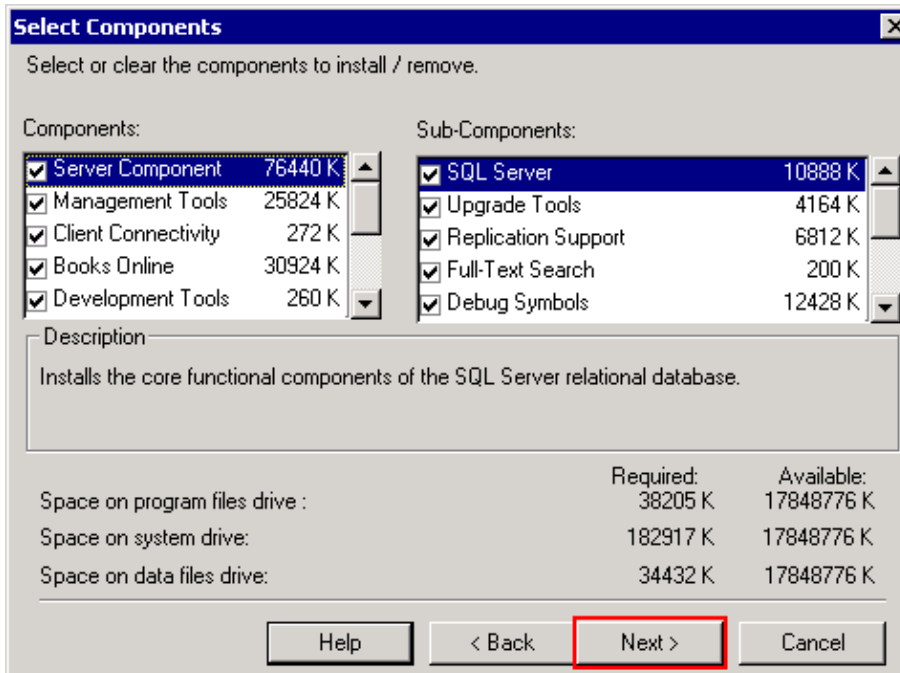 Select Components
Select or clear the components to install / remove.
Components:
Sub-Components:
Server Component 76440 K
Management Tools 25824 K
Client Connectivity 272 K
Books Online 30924 K
Development Tools 260 K
SQL Server 10888 K
Upgrade Tools 4164 K
Replication Support 6812 K
Full-Text Search 200 K
Debug Symbols 12428 K
Description
Installs the core functional components of the SQL Server relational database.
Required: Available:
Space on program files drive : 38205 K 17848776 K
Space on system drive: 182917 K 17848776 K
Space on data files drive: 34432 K 17848776 K
Help < Back Next > Cancel